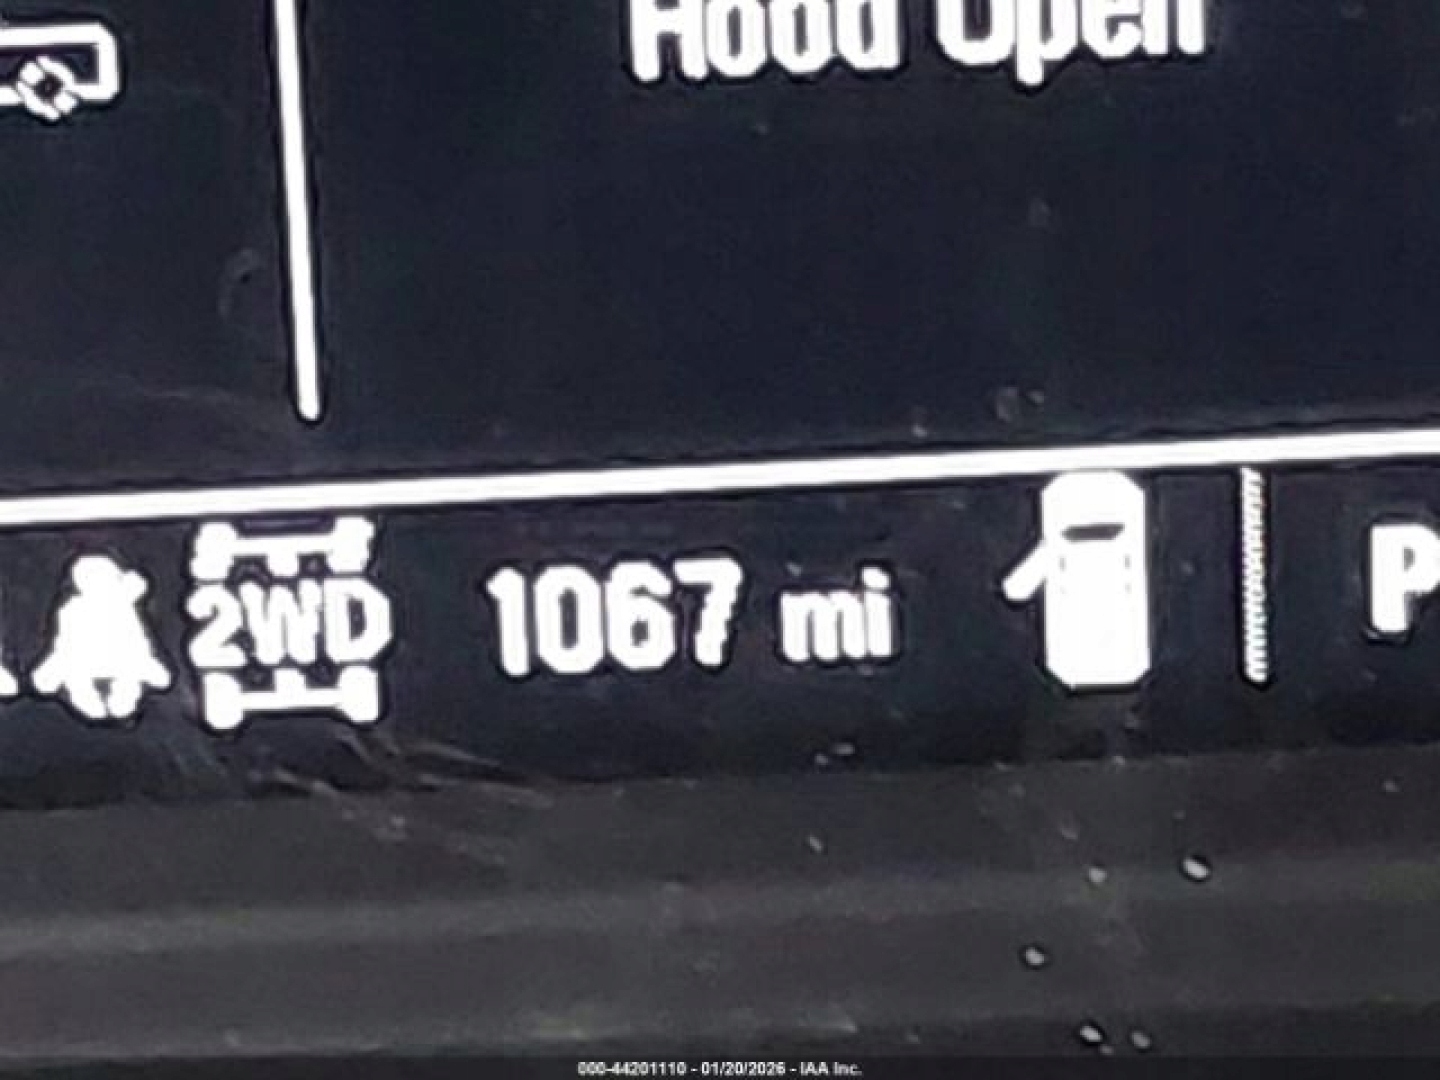 Hood Open
2WD 1067 mi P
000-44201110 - 01/20/2026 - IAA Inc.